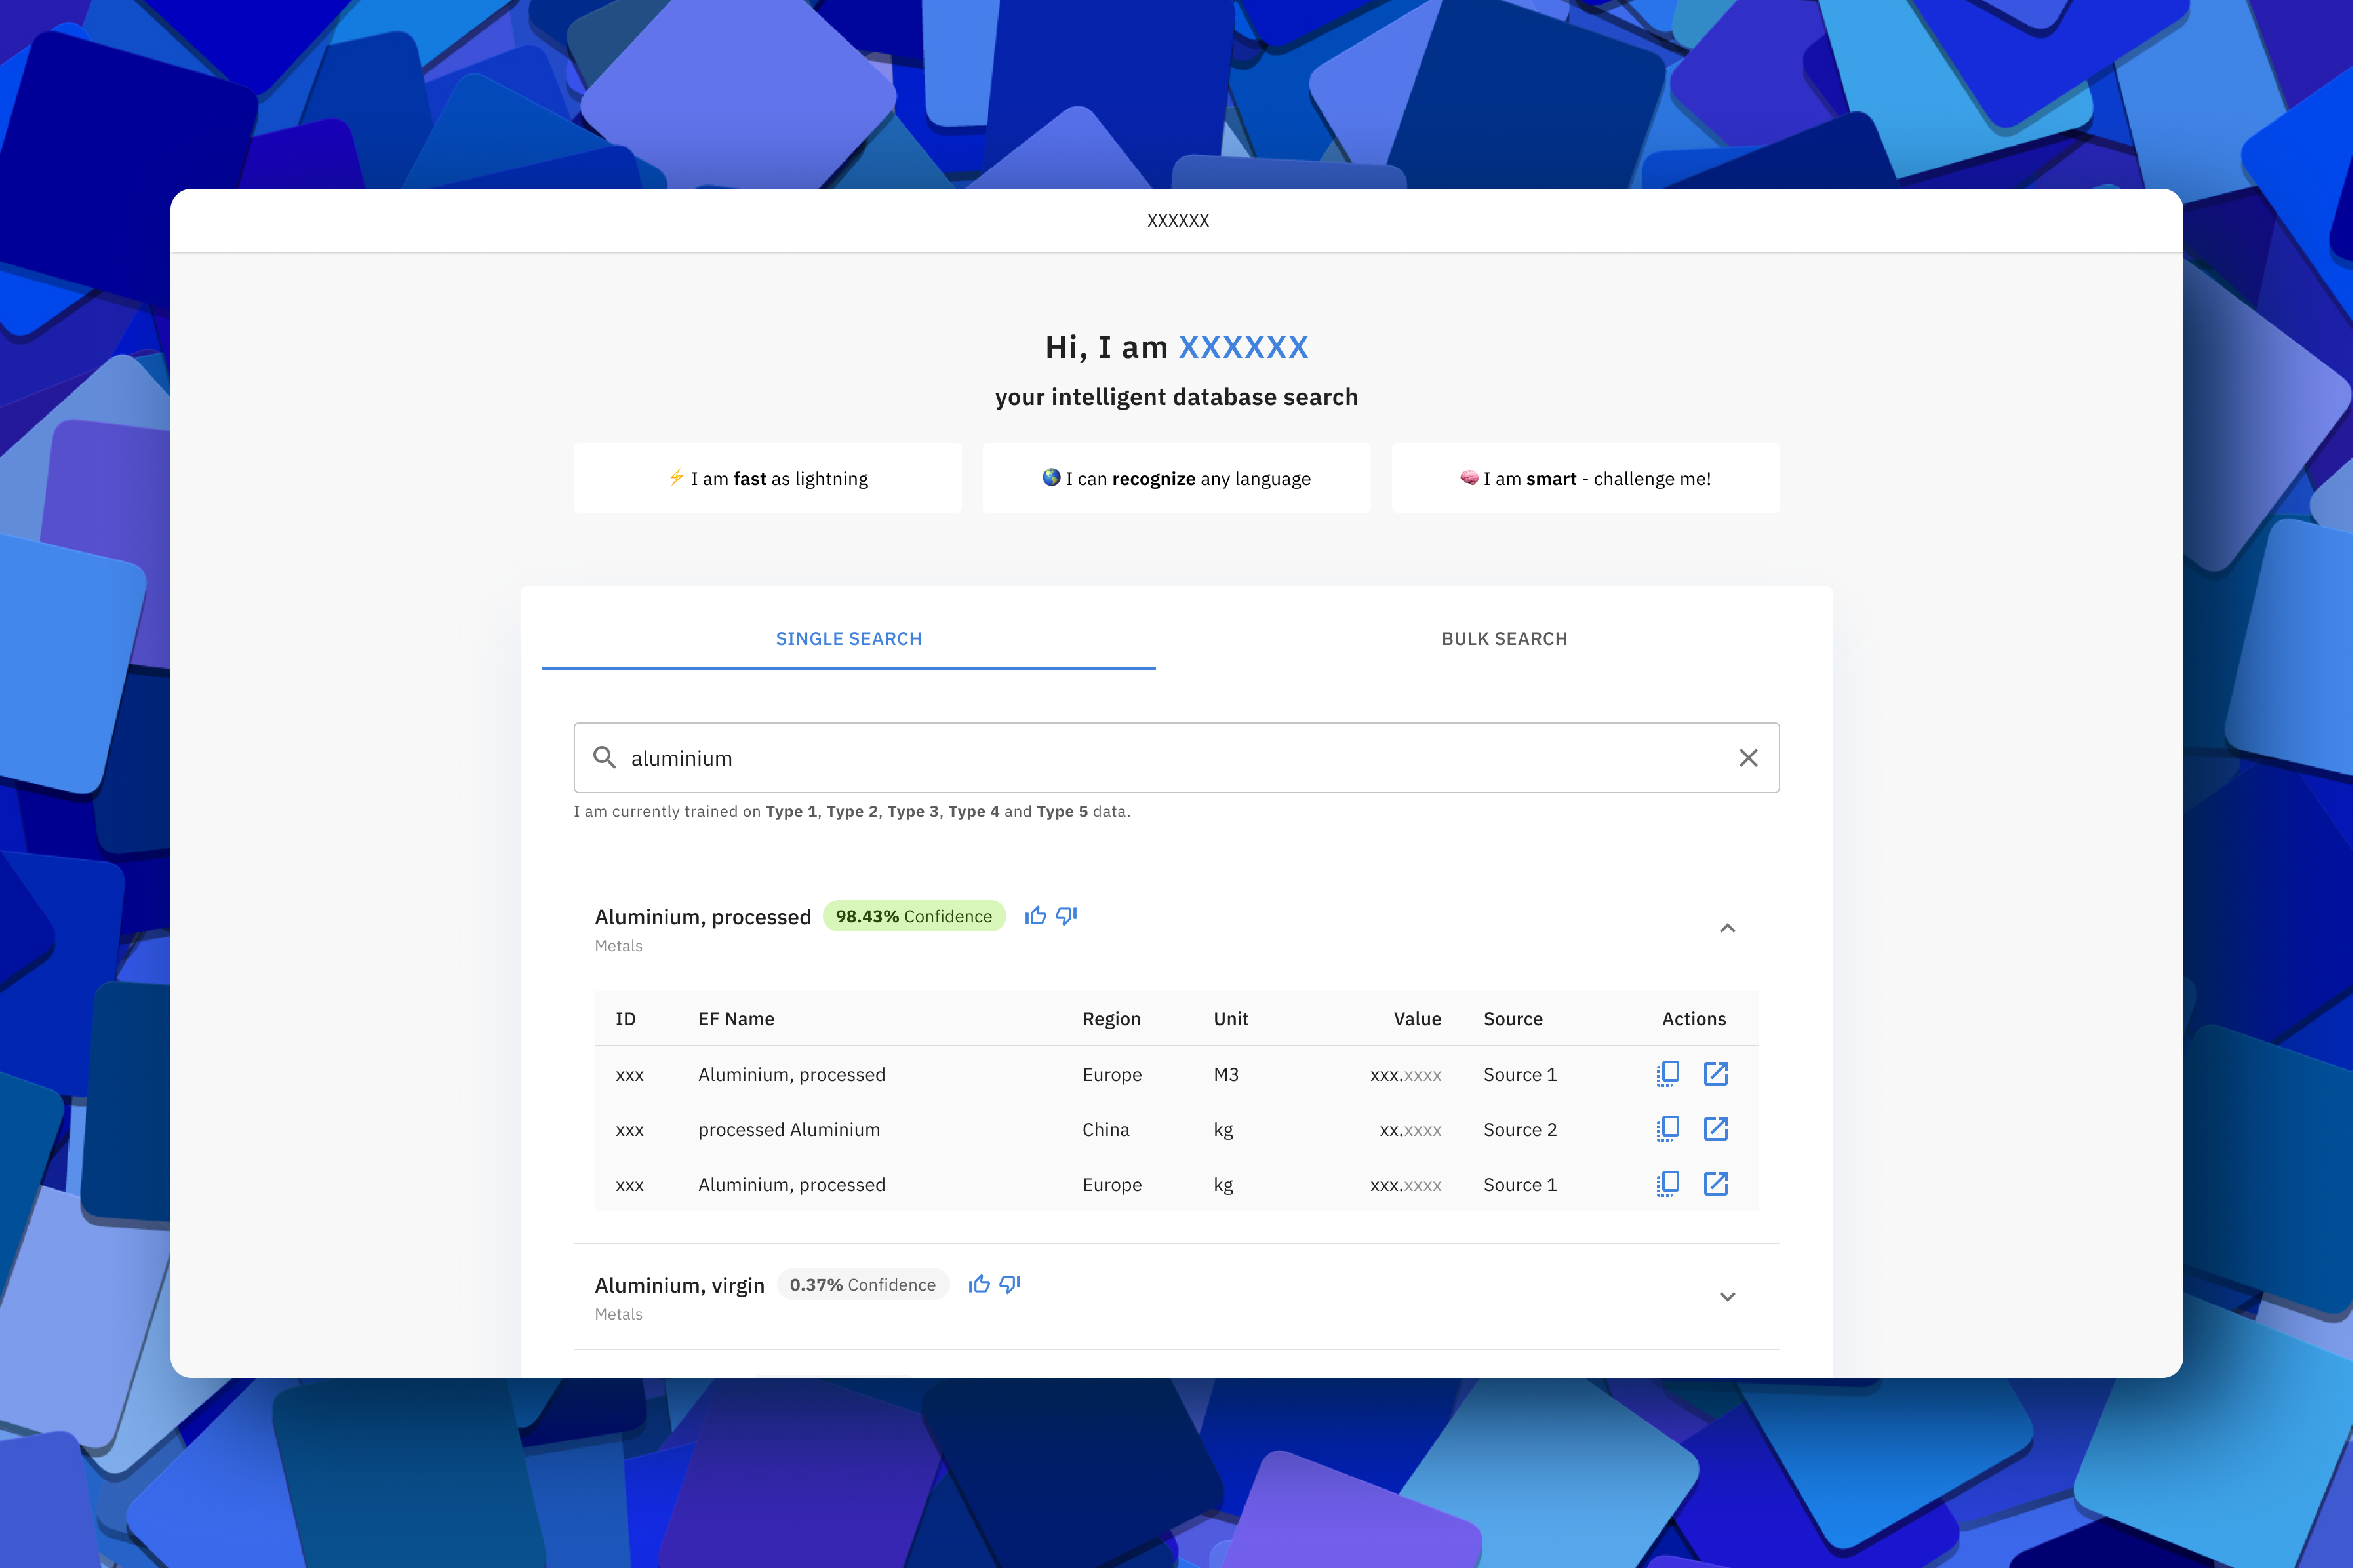 XXXXXX
Hi, I am XXXXXX
your intelligent database search
⚡ I am fast as lightning
🌎 I can recognize any language
🧠 I am smart - challenge me!
SINGLE SEARCH
BULK SEARCH
aluminium
I am currently trained on Type 1, Type 2, Type 3, Type 4 and Type 5 data.
Aluminium, processed 98.43% Confidence
Metals
ID EF Name Region Unit Value Source Actions
xxx Aluminium, processed Europe M3 xxx.xxxx Source 1
xxx processed Aluminium China kg xx.xxxx Source 2
xxx Aluminium, processed Europe kg xxx.xxxx Source 1
Aluminium, virgin 0.37% Confidence
Metals